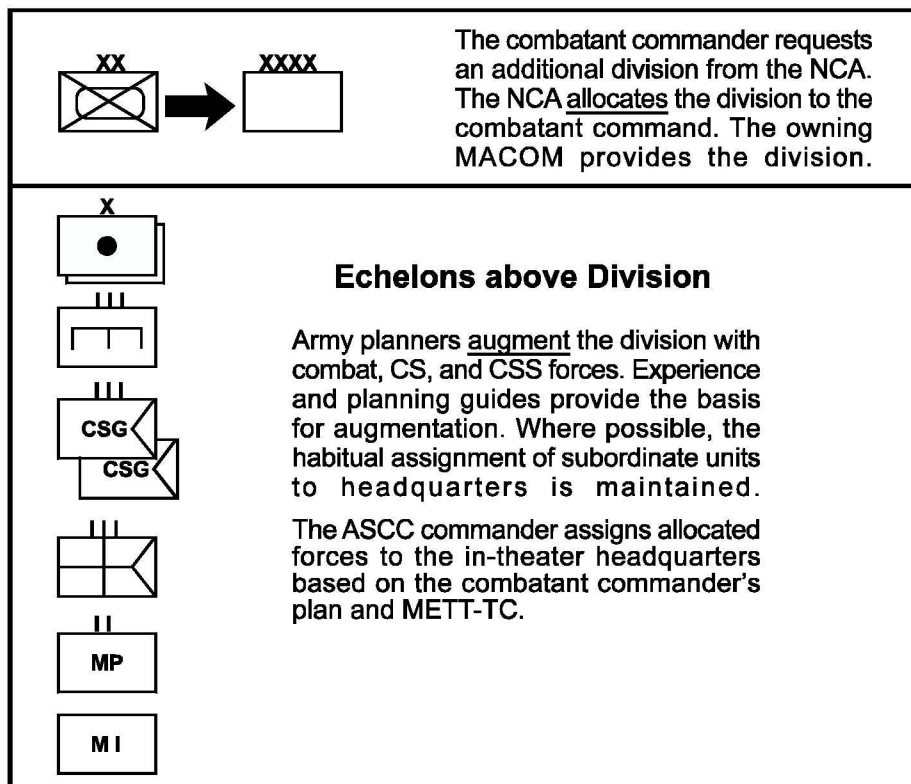 XX
XXXX
The combatant commander requests
an additional division from the NCA.
The NCA allocates the division to the
combatant command. The owning
MACOM provides the division.
X
Echelons above Division
III
Army planners augment the division with
combat, CS, and CSS forces. Experience
and planning guides provide the basis
for augmentation. Where possible, the
habitual assignment of subordinate units
to headquarters is maintained.
The ASCC commander assigns allocated
forces to the in-theater headquarters
based on the combatant commander's
plan and METT-TC.
III
CSG
CSG
III
II
MP
MI